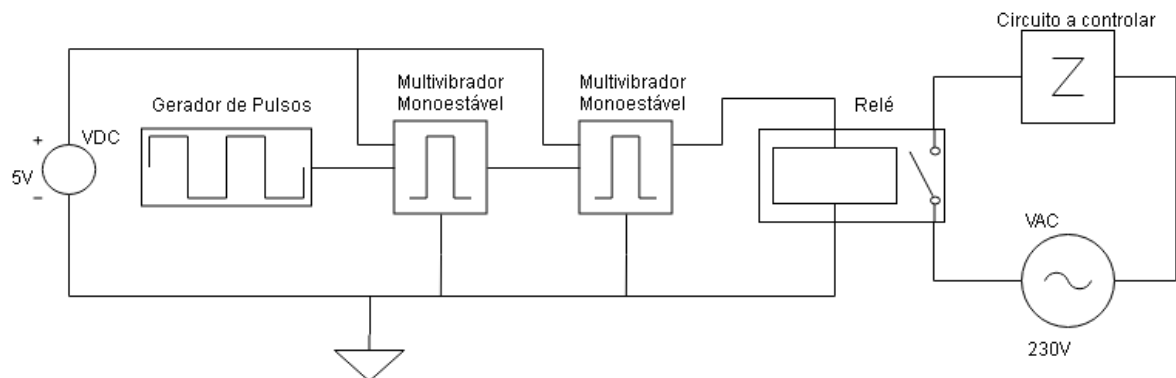 Circuito a controlar
Z
Multivibrador
Monoestável
Multivibrador
Monoestável
Gerador de Pulsos
Relé
+
VDC
5V
−
VAC
230V